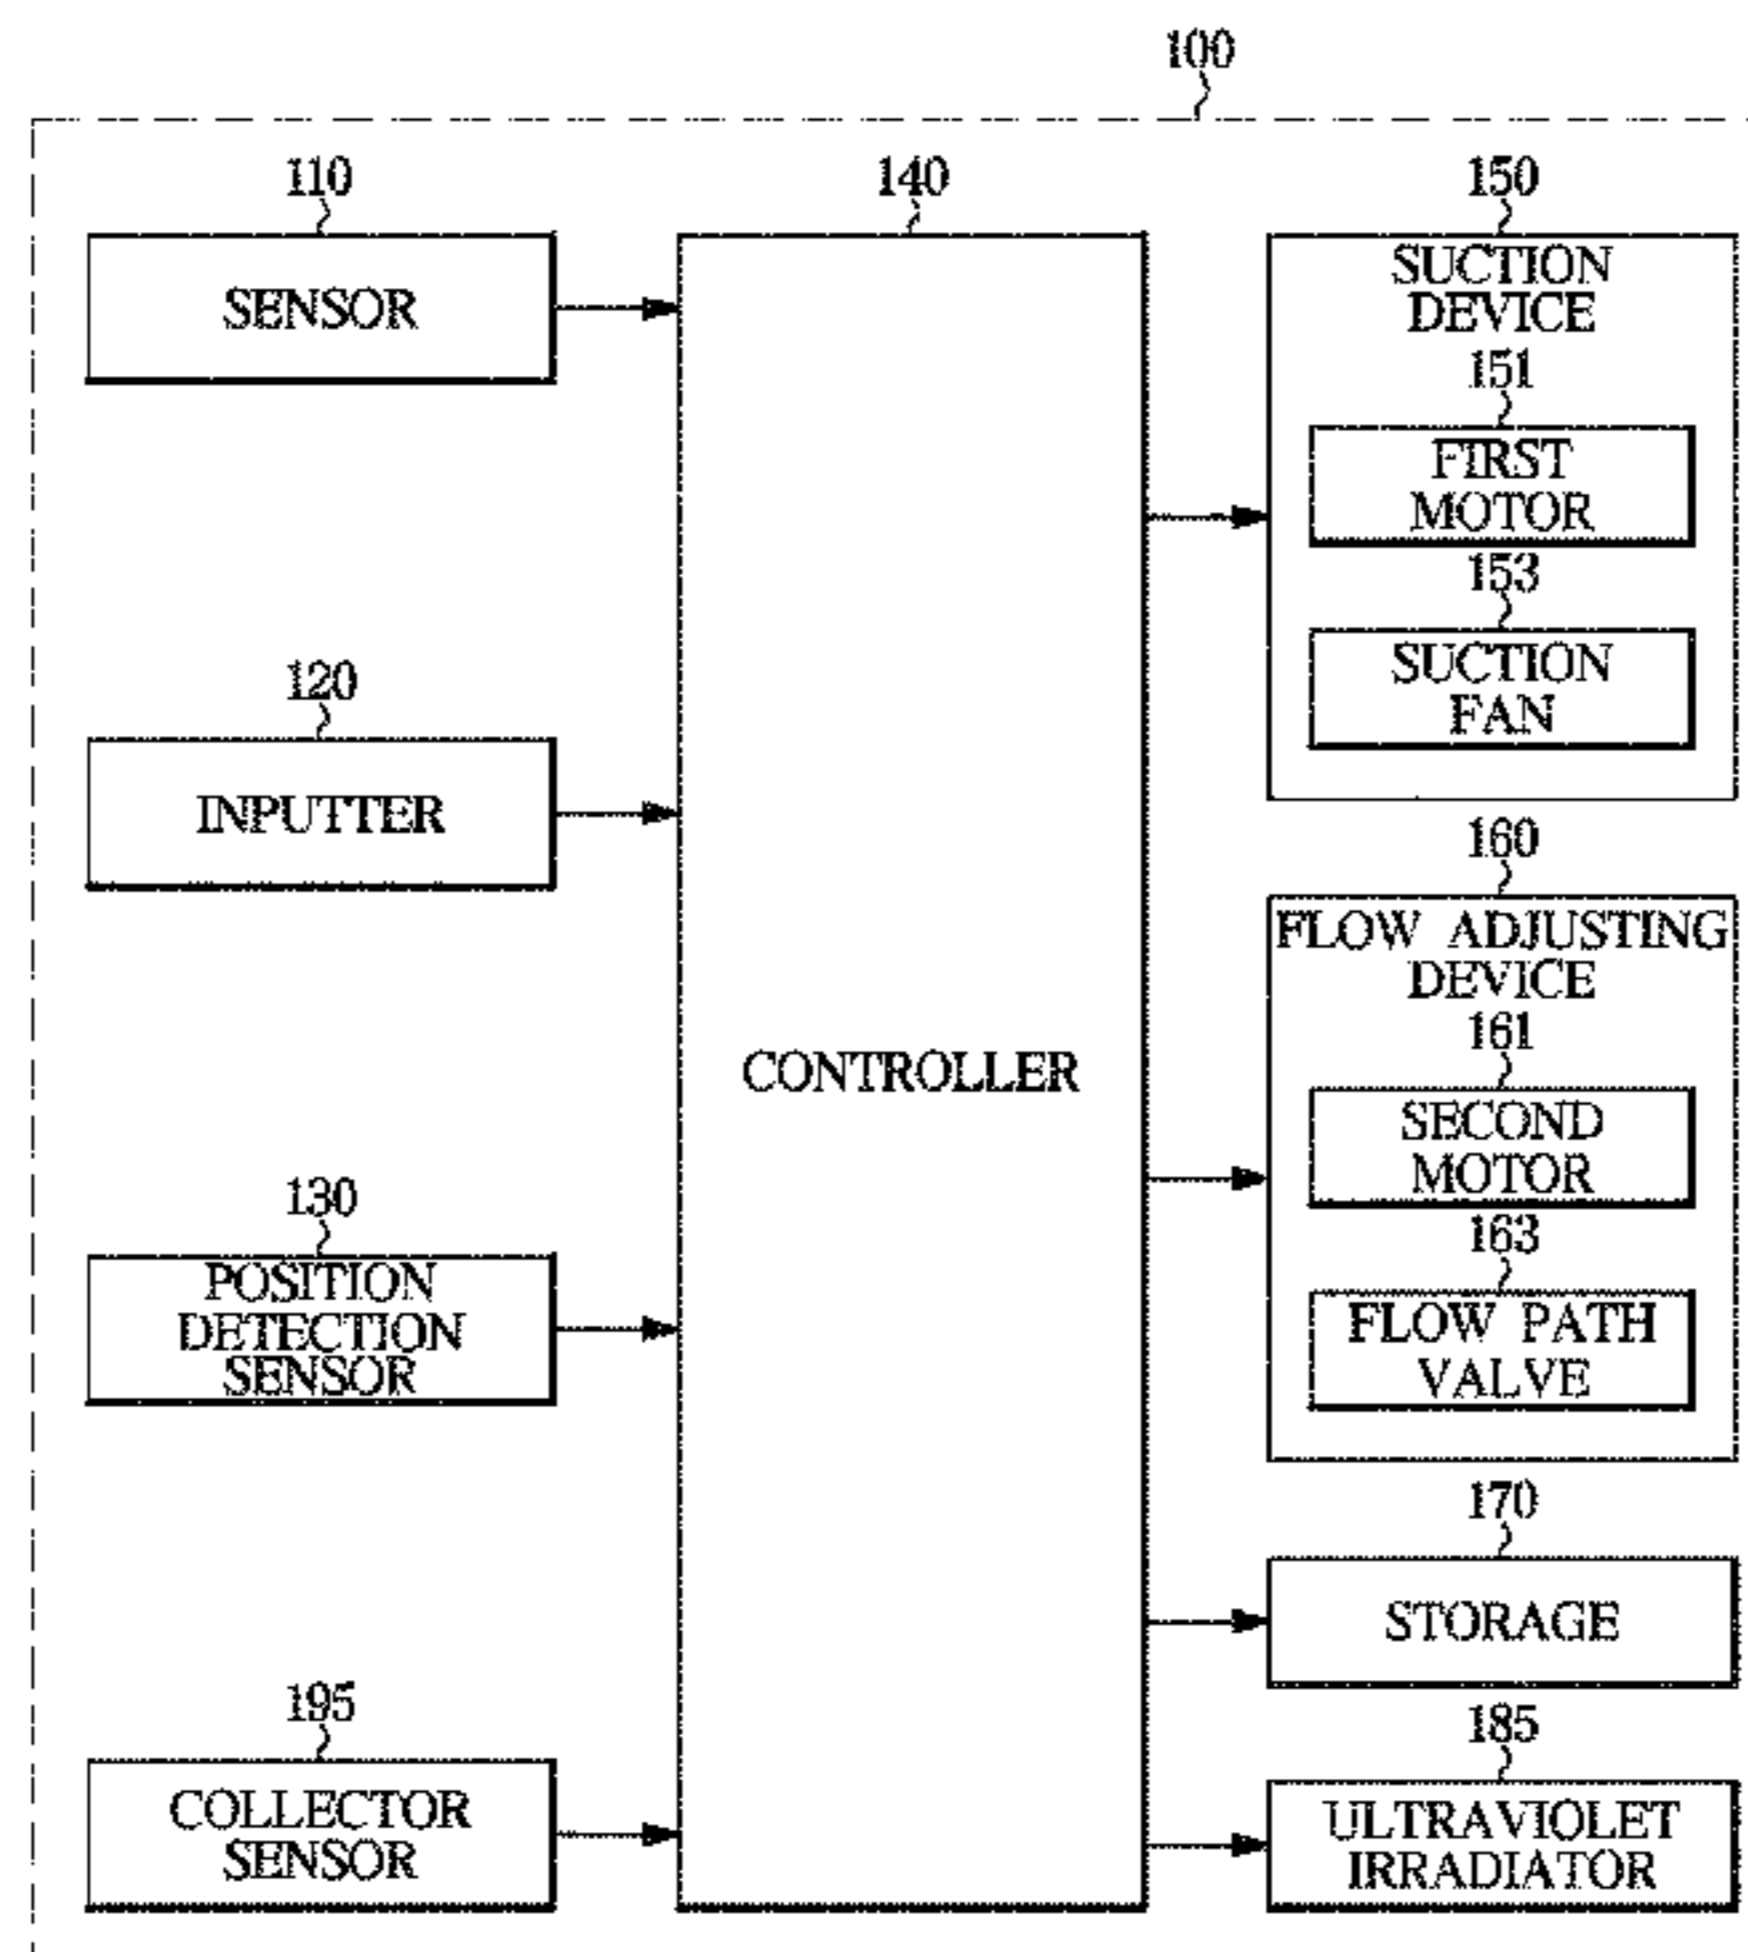 100
110
SENSOR
120
INPUTTER
130
POSITION
DETECTION
SENSOR
195
COLLECTOR
SENSOR
140
CONTROLLER
150
SUCTION
DEVICE
151
FIRST
MOTOR
153
SUCTION
FAN
160
FLOW ADJUSTING
DEVICE
161
SECOND
MOTOR
163
FLOW PATH
VALVE
170
STORAGE
185
ULTRAVIOLET
IRRADIATOR